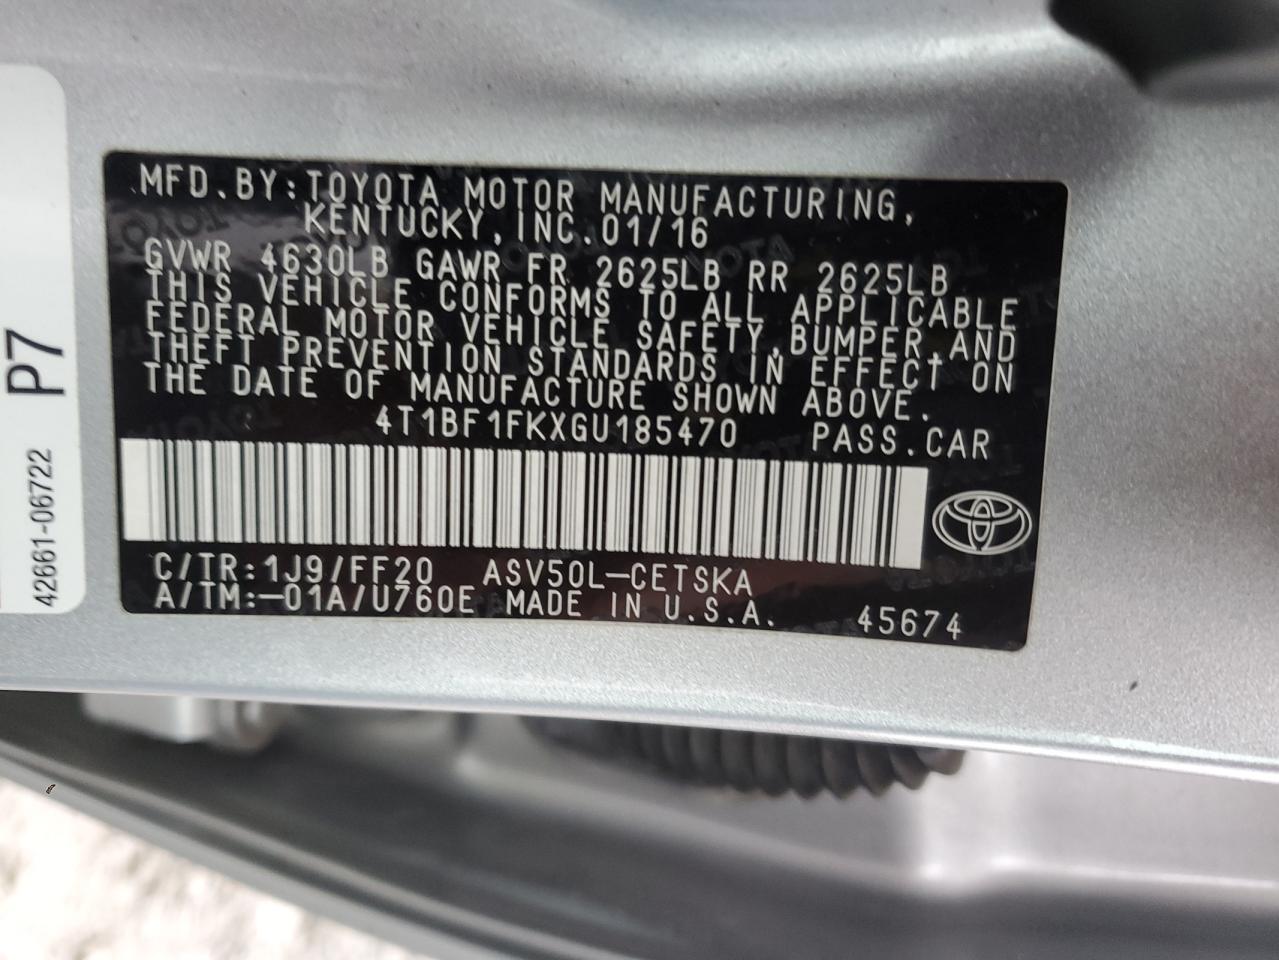 MFD.BY:TOYOTA MOTOR MANUFACTURING,
KENTUCKY,INC.01/16
GVWR 4630LB GAWR FR 2625LB RR 2625LB
THIS VEHICLE CONFORMS TO ALL APPLICABLE
FEDERAL MOTOR VEHICLE SAFETY,BUMPER,AND
THEFT PREVENTION STANDARDS IN EFFECT ON
THE DATE OF MANUFACTURE SHOWN ABOVE.
4T1BF1FKXGU185470 PASS.CAR
C/TR:1J9/FF20 ASV50L-CETSKA
A/TM:-01A/U760E MADE IN U.S.A. 45674
P7
42661-06722